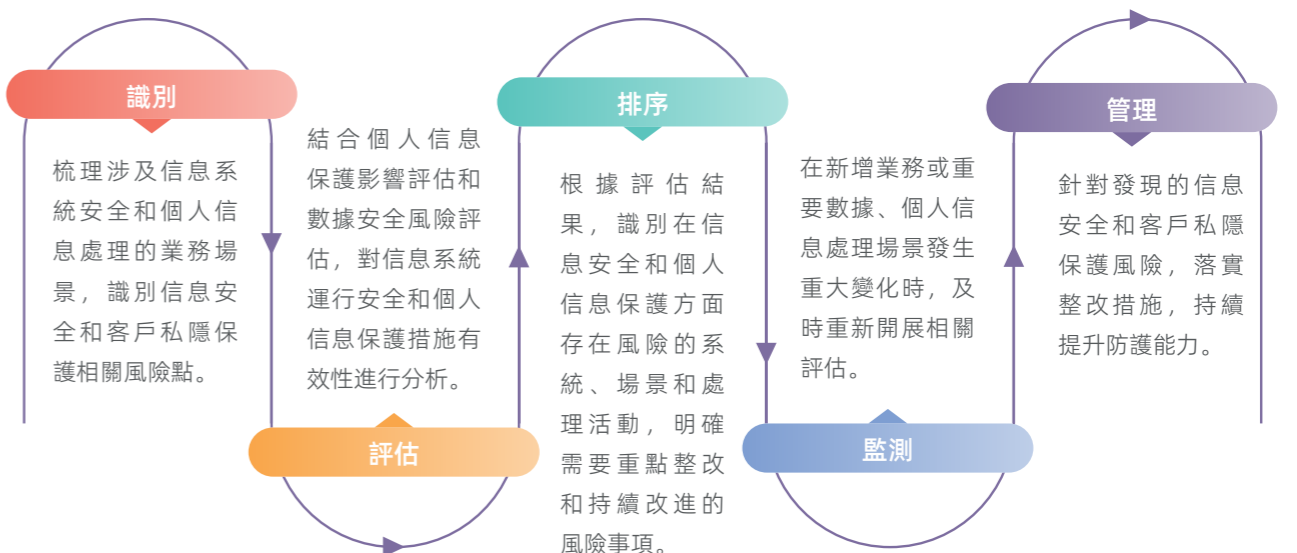 識別
梳理涉及信息系
統安全和個人信
息處理的業務場
景，識別信息安
全和客戶私隱保
護相關風險點。
結合個人信息
保護影響評估和
數據安全風險評
估，對信息系統
運行安全和個人
信息保護措施有
效性進行分析。
評估
排序
根據評估結
果，識別在信
息安全和個人
信息保護方面
存在風險的系
統、場景和處
理活動，明確
需要重點整改
和持續改進的
風險事項。
在新增業務或重
要數據、個人信
息處理場景發生
重大變化時，及
時重新開展相關
評估。
監測
管理
針對發現的信息
安全和客戶私隱
保護風險，落實
整改措施，持續
提升防護能力。